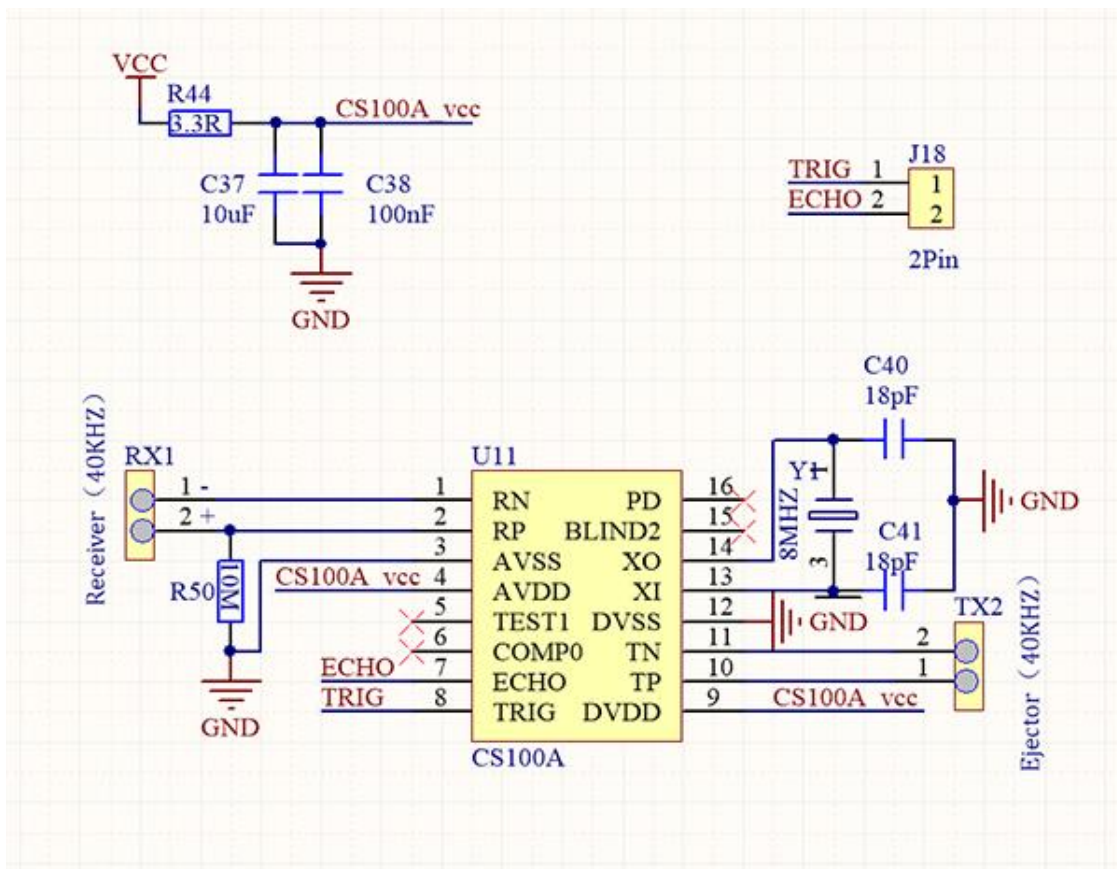 VCC
R44
3.3R
CS100A_vcc
C37
10uF
C38
100nF
GND
TRIG 1
ECHO 2
J18
1
2
2Pin
C40
18pF
Receiver（40KHZ）
RX1
1 -
2 +
R50
10M
GND
CS100A_vcc
ECHO
TRIG
U11
1 RN PD 16
2 RP BLIND2 15
3 AVSS XO 14
4 AVDD XI 13
5 TEST1 DVSS 12
6 COMP0 TN 11
7 ECHO TP 10
8 TRIG DVDD 9
CS100A
Y1
1
8MHZ
3
C41
18pF
GND
GND
TX2
2
1
CS100A_vcc
Ejector（40KHZ）